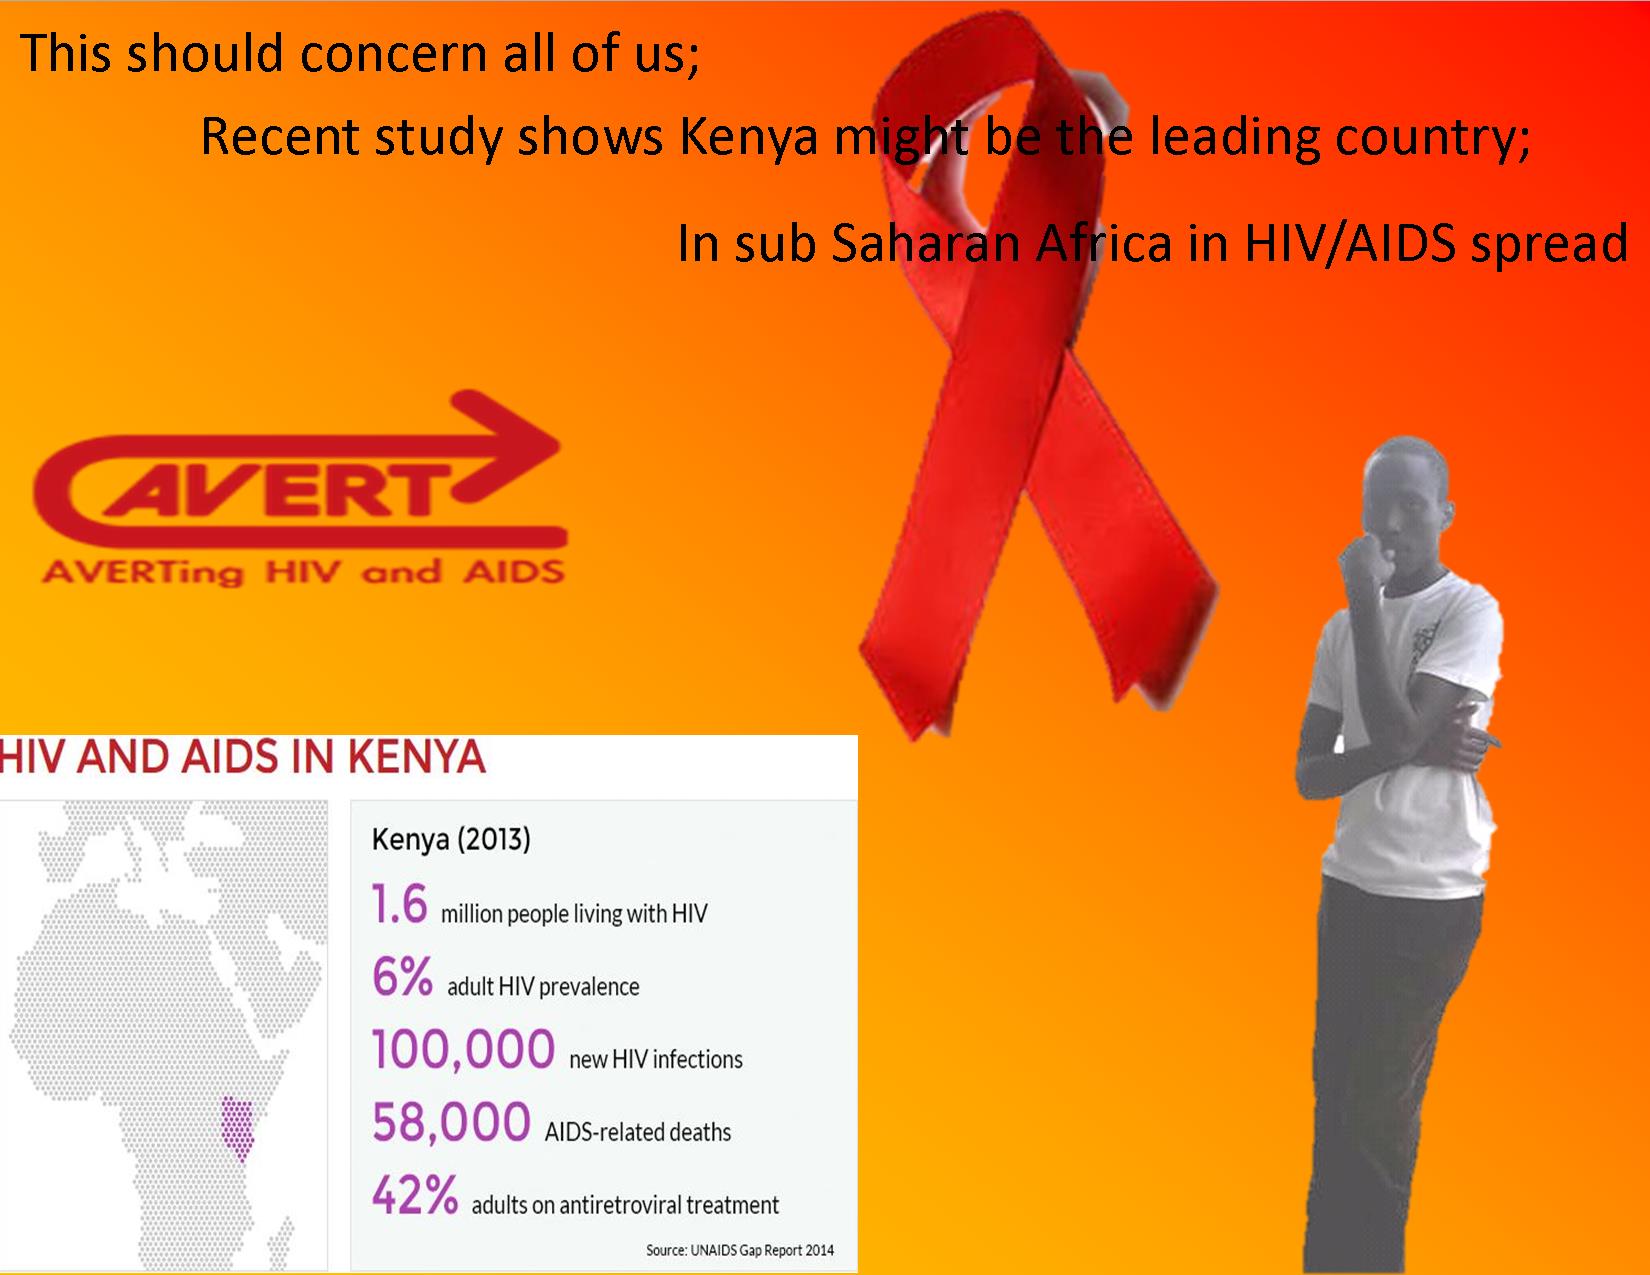 This should concern all of us;
Recent study shows Kenya might be the leading country;
In sub Saharan Africa in HIV/AIDS spread
AVERT
AVERTing HIV and AIDS
HIV AND AIDS IN KENYA
Kenya (2013)
1.6 million people living with HIV
6% adult HIV prevalence
100,000 new HIV infections
58,000 AIDS-related deaths
42% adults on antiretroviral treatment
Source: UNAIDS Gap Report 2014